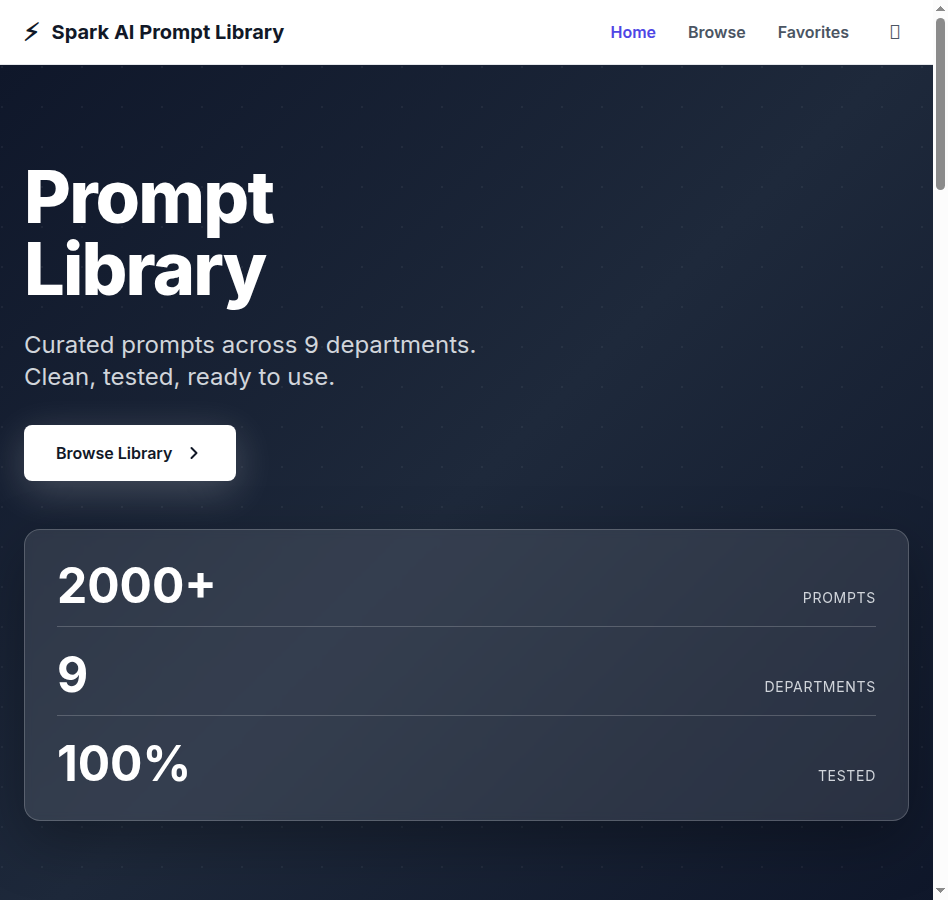 ⚡ Spark AI Prompt Library
Home Browse Favorites
Prompt
Library
Curated prompts across 9 departments.
Clean, tested, ready to use.
Browse Library
2000+ PROMPTS
9 DEPARTMENTS
100% TESTED